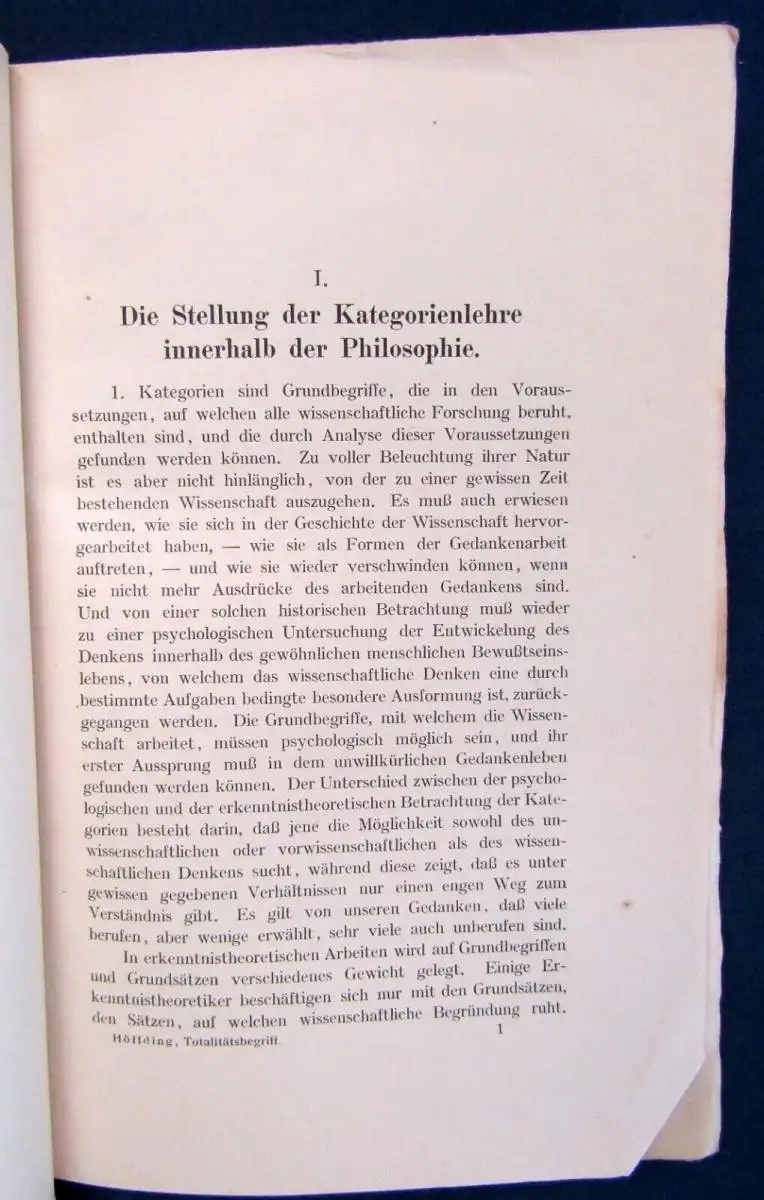 I.
Die Stellung der Kategorienlehre
innerhalb der Philosophie.
1. Kategorien sind Grundbegriffe, die in den Voraus-
setzungen, auf welchen alle wissenschaftliche Forschung beruht,
enthalten sind, und die durch Analyse dieser Voraussetzungen
gefunden werden können. Zu voller Beleuchtung ihrer Natur
ist es aber nicht hinlänglich, von der zu einer gewissen Zeit
bestehenden Wissenschaft auszugehen. Es muß auch erwiesen
werden, wie sie sich in der Geschichte der Wissenschaft hervor-
gearbeitet haben, — wie sie als Formen der Gedankenarbeit
auftreten, — und wie sie wieder verschwinden können, wenn
sie nicht mehr Ausdrücke des arbeitenden Gedankens sind.
Und von einer solchen historischen Betrachtung muß wieder
zu einer psychologischen Untersuchung der Entwickelung des
Denkens innerhalb des gewöhnlichen menschlichen Bewußtseins-
lebens, von welchem das wissenschaftliche Denken eine durch
bestimmte Aufgaben bedingte besondere Ausformung ist, zurück-
gegangen werden. Die Grundbegriffe, mit welchem die Wissen-
schaft arbeitet, müssen psychologisch möglich sein, und ihr
erster Aussprung muß in dem unwillkürlichen Gedankenleben
gefunden werden können. Der Unterschied zwischen der psycho-
logischen und der erkenntnistheoretischen Betrachtung der Kate-
gorien besteht darin, daß jene die Möglichkeit sowohl des un-
wissenschaftlichen oder vorwissenschaftlichen als des wissen-
schaftlichen Denkens sucht, während diese zeigt, daß es unter
gewissen gegebenen Verhältnissen nur einen engen Weg zum
Verständnis gibt. Es gilt von unseren Gedanken, daß viele
berufen, aber wenige erwählt, sehr viele auch unberufen sind.
In erkenntnistheoretischen Arbeiten wird auf Grundbegriffen
und Grundsätzen verschiedenes Gewicht gelegt. Einige Er-
kenntnistheoretiker beschäftigen sich nur mit den Grundsätzen,
den Sätzen, auf welchen wissenschaftliche Begründung ruht.
Höffding, Totalitätsbegriff. 1